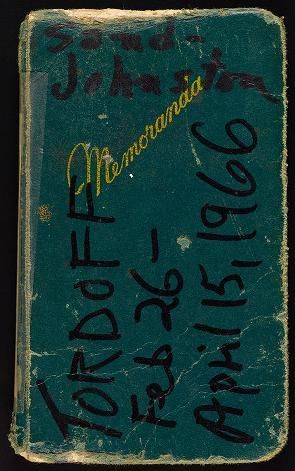 Sand-
Johnston
Memoranda
TORDOFF
Feb 26-
April 15, 1966